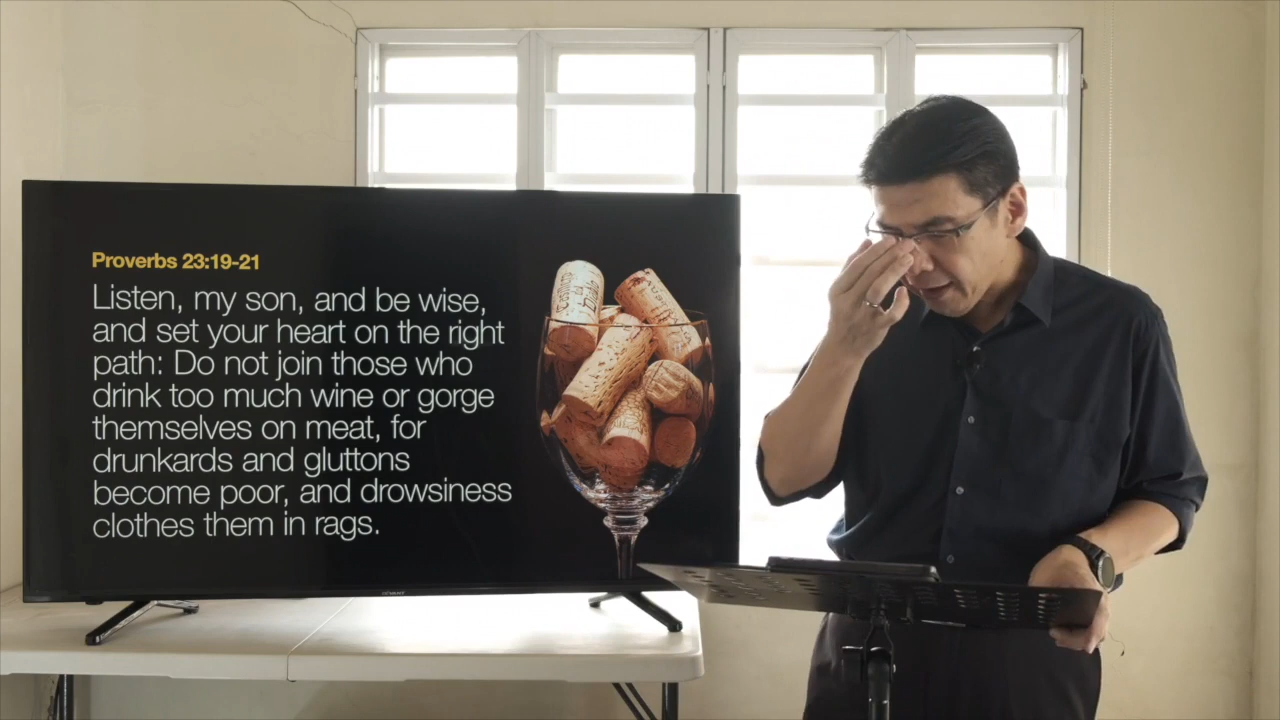 Proverbs 23:19-21
Listen, my son, and be wise,
and set your heart on the right
path: Do not join those who
drink too much wine or gorge
themselves on meat, for
drunkards and gluttons
become poor, and drowsiness
clothes them in rags.